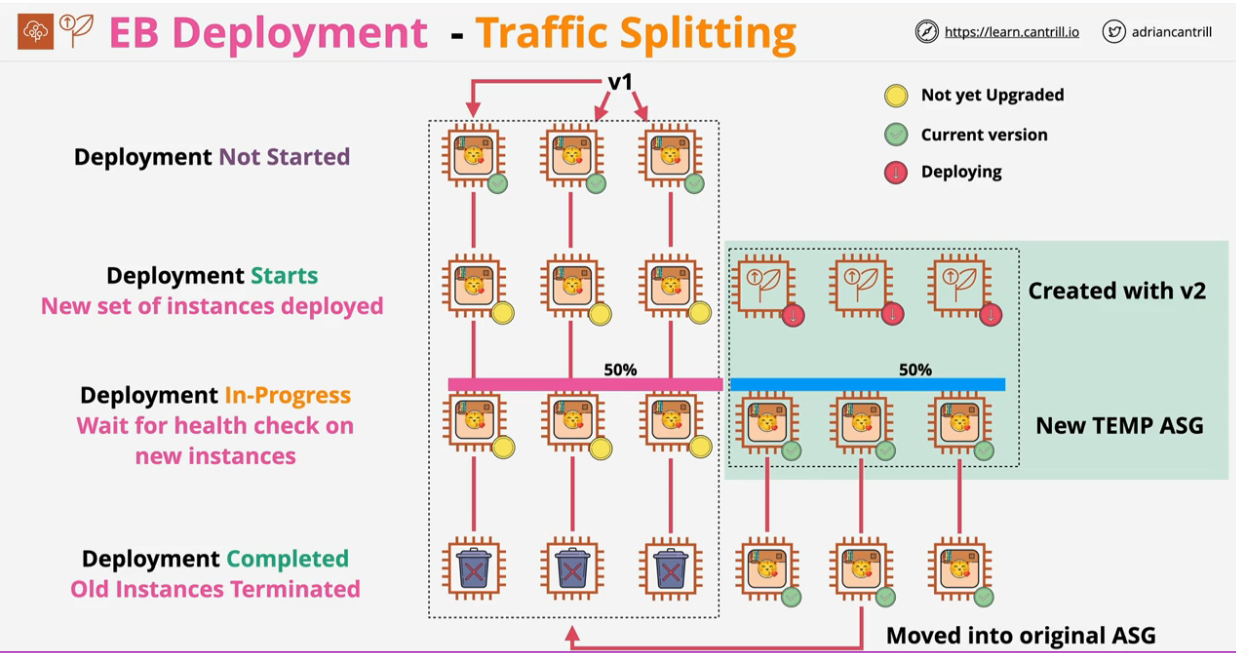 EB Deployment - Traffic Splitting
https://learn.cantrill.io
adriancantrill
v1
Not yet Upgraded
Current version
Deploying
Deployment Not Started
Deployment Starts
New set of instances deployed
Created with v2
50%
50%
Deployment In-Progress
Wait for health check on
new instances
New TEMP ASG
Deployment Completed
Old Instances Terminated
Moved into original ASG